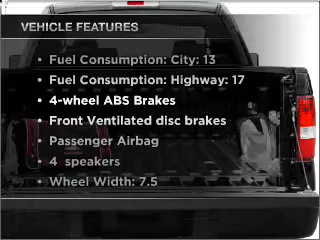 VEHICLE FEATURES
• Fuel Consumption: City: 13
• Fuel Consumption: Highway: 17
• 4-wheel ABS Brakes
• Front Ventilated disc brakes
• Passenger Airbag
• 4 speakers
• Wheel Width: 7.5